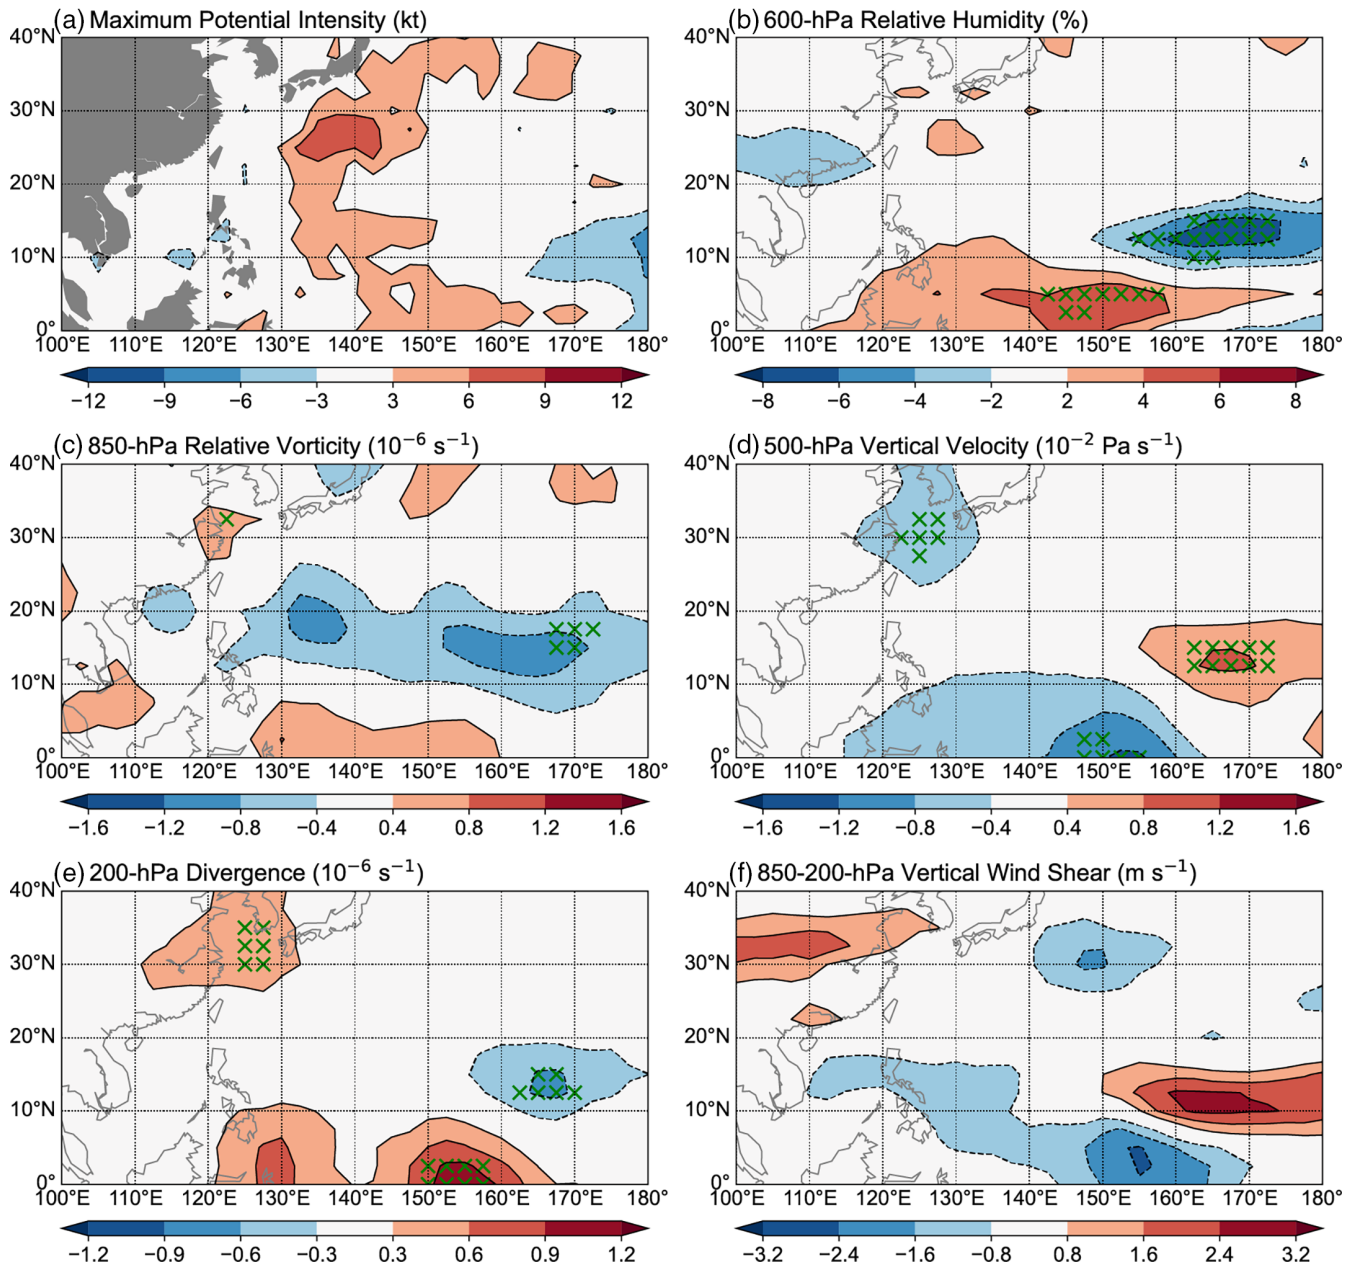 (a) Maximum Potential Intensity (kt)
40°N
30°N
20°N
10°N
0°
100°E 110°E 120°E 130°E 140°E 150°E 160°E 170°E 180°
−12 −9 −6 −3 3 6 9 12
(b) 600-hPa Relative Humidity (%)
40°N
30°N
20°N
10°N
0°
100°E 110°E 120°E 130°E 140°E 150°E 160°E 170°E 180°
−8 −6 −4 −2 2 4 6 8
(c) 850-hPa Relative Vorticity (10⁻⁶ s⁻¹)
40°N
30°N
20°N
10°N
0°
100°E 110°E 120°E 130°E 140°E 150°E 160°E 170°E 180°
−1.6 −1.2 −0.8 −0.4 0.4 0.8 1.2 1.6
(d) 500-hPa Vertical Velocity (10⁻² Pa s⁻¹)
40°N
30°N
20°N
10°N
0°
100°E 110°E 120°E 130°E 140°E 150°E 160°E 170°E 180°
−1.6 −1.2 −0.8 −0.4 0.4 0.8 1.2 1.6
(e) 200-hPa Divergence (10⁻⁶ s⁻¹)
40°N
30°N
20°N
10°N
0°
100°E 110°E 120°E 130°E 140°E 150°E 160°E 170°E 180°
−1.2 −0.9 −0.6 −0.3 0.3 0.6 0.9 1.2
(f) 850-200-hPa Vertical Wind Shear (m s⁻¹)
40°N
30°N
20°N
10°N
0°
100°E 110°E 120°E 130°E 140°E 150°E 160°E 170°E 180°
−3.2 −2.4 −1.6 −0.8 0.8 1.6 2.4 3.2